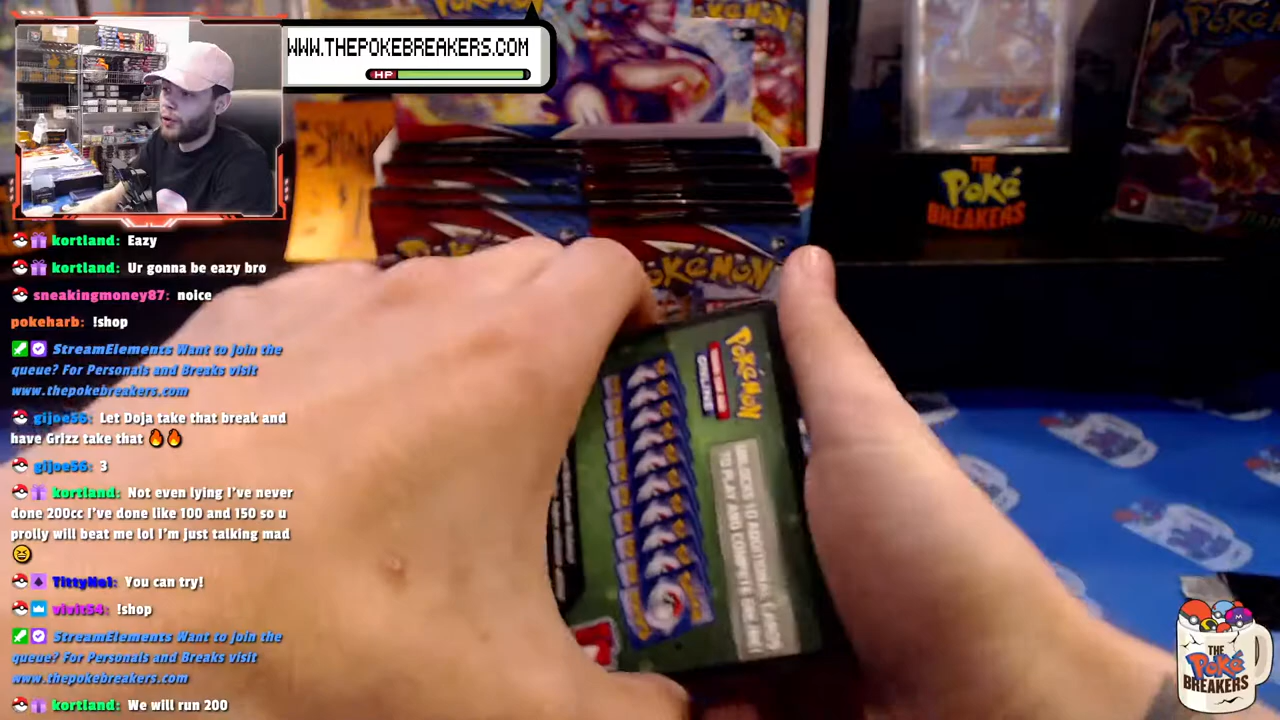 WWW.THEPOKEBREAKERS.COM
HP
THE
Poké
BREAKERS
kortland: Eazy
kortland: Ur gonna be eazy bro
sneakingmoney87: noice
pokeharb: !shop
StreamElements Want to join the
queue? For Personals and Breaks visit
www.thepokebreakers.com
gijoe56: Let Doja take that break and
have Grizz take that 🔥🔥
gijoe56: 3
kortland: Not even lying I've never
done 200cc I've done like 100 and 150 so u
prolly will beat me lol I'm just talking mad
😆
TittyNo1: You can try!
vivit54: !shop
StreamElements Want to join the
queue? For Personals and Breaks visit
www.thepokebreakers.com
kortland: We will run 200
POKÉMON
POKÉMON
ONLINE
UNLOCKS 10 ADDITIONAL CARDS
TO PLAY AND COMPETE ONLINE!
THE
Poké
BREAKERS